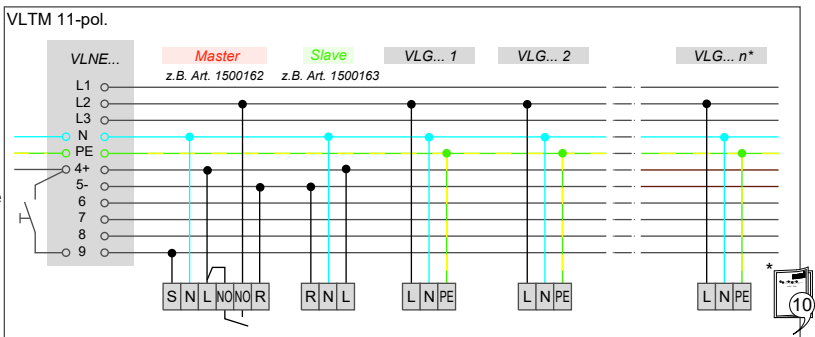 VLTM 11-pol.
VLNE... Master Slave VLG... 1 VLG... 2 VLG... n*
z.B. Art. 1500162 z.B. Art. 1500163
L1
L2
L3
N
PE
4+
5-
6
7
8
9
S N L NO NO R R N L L N PE L N PE L N PE
*
10